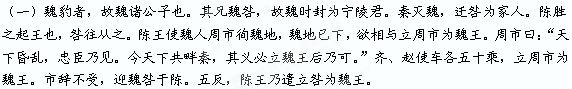 （一）魏豹者，故魏诸公子也。其兄魏咎，故魏时封为宁陵君。秦灭魏，迁咎为家人。陈胜
之起王也，咎往从之。陈王使魏人周市徇魏地，魏地已下，欲相与立周市为魏王。周市曰：“天
下昏乱，忠臣乃见。今天下共畔秦，其义必立魏王后乃可。”齐、赵使车各五十乘，立周市为
魏王。市辞不受，迎魏咎于陈。五反，陈王乃遣立咎为魏王。